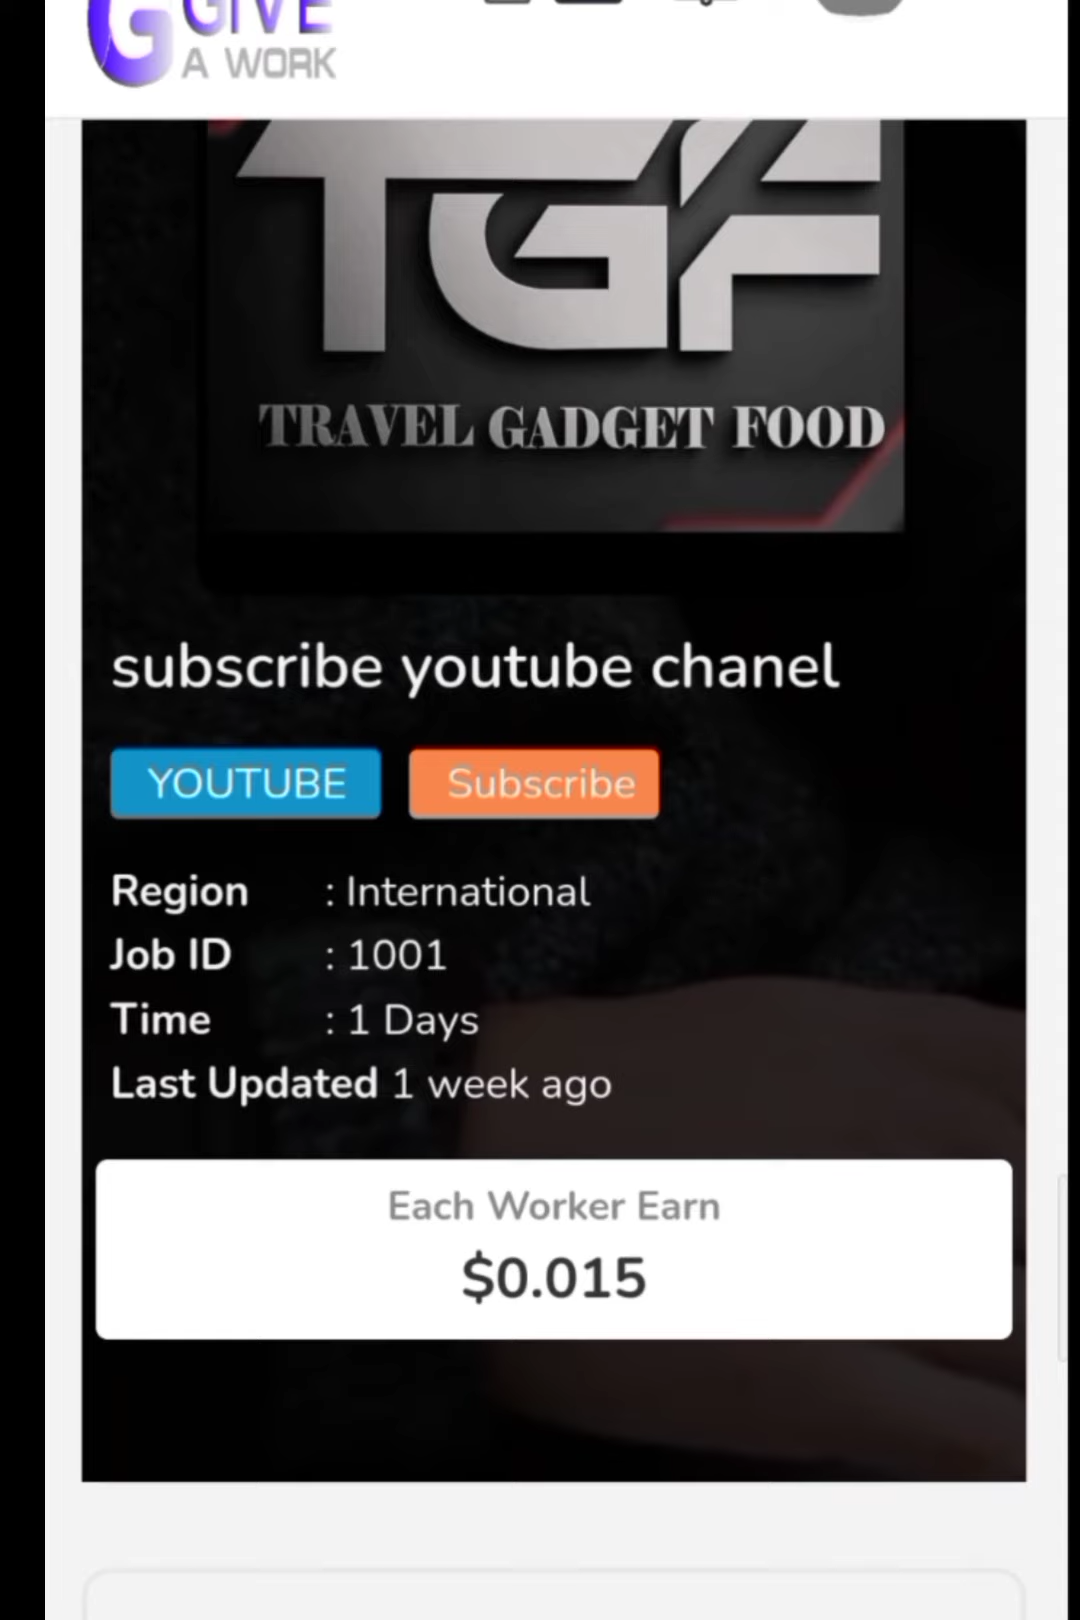 GIVE
A WORK
TGF
TRAVEL GADGET FOOD
subscribe youtube chanel
YOUTUBE Subscribe
Region : International
Job ID : 1001
Time : 1 Days
Last Updated 1 week ago
Each Worker Earn
$0.015